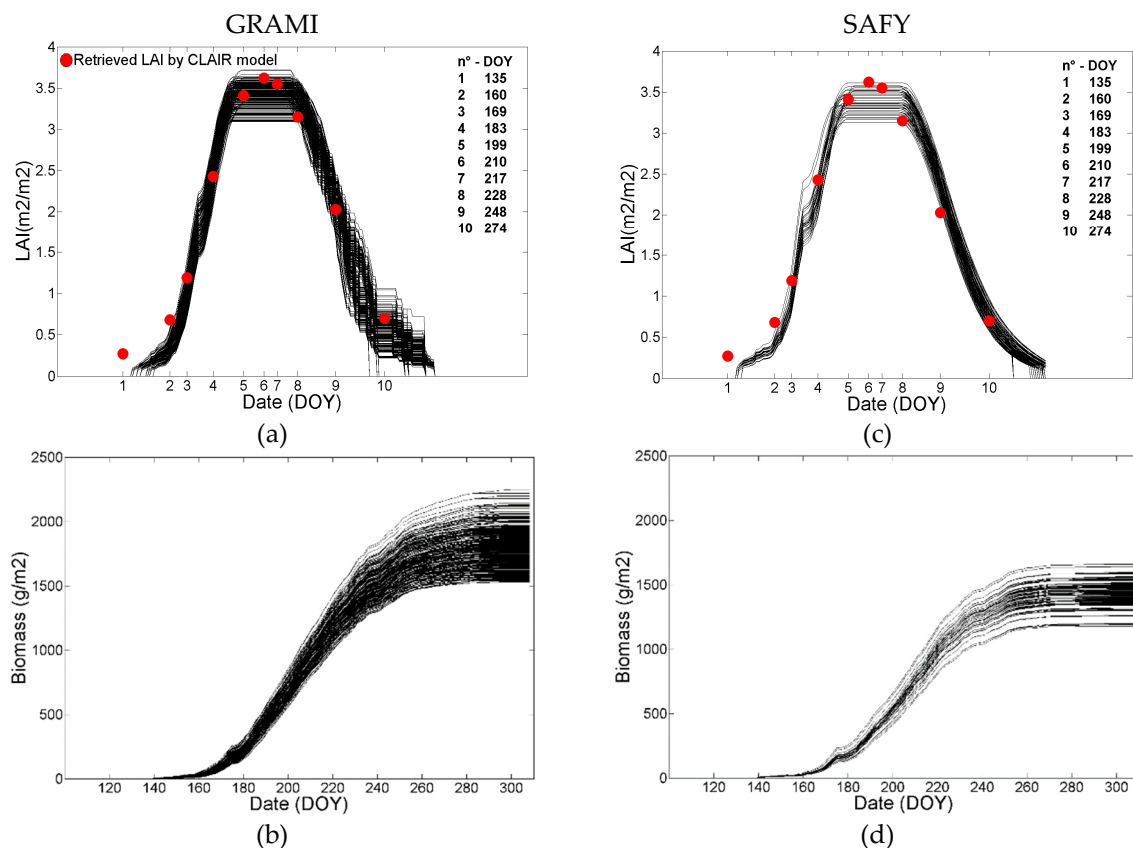 GRAMI
SAFY
4
3.5
3
2.5
2
1.5
1
0.5
0
LAI(m2/m2)
Retrieved LAI by CLAIR model
n° - DOY
1 135
2 160
3 169
4 183
5 199
6 210
7 217
8 228
9 248
10 274
1 2 3 4 5 6 7 8 9 10
Date (DOY)
(a)
4
3.5
3
2.5
2
1.5
1
0.5
0
LAI(m2/m2)
n° - DOY
1 - 135
2 - 160
3 - 169
4 - 183
5 - 199
6 - 210
7 - 217
8 - 228
9 - 248
10 - 274
1 2 3 4 5 6 7 8 9 10
Date (DOY)
(c)
2500
2000
1500
1000
500
0
Biomass (g/m2)
120 140 160 180 200 220 240 260 280 300
Date (DOY)
(b)
2500
2000
1500
1000
500
0
Biomass (g/m2)
120 140 160 180 200 220 240 260 280 300
Date (DOY)
(d)